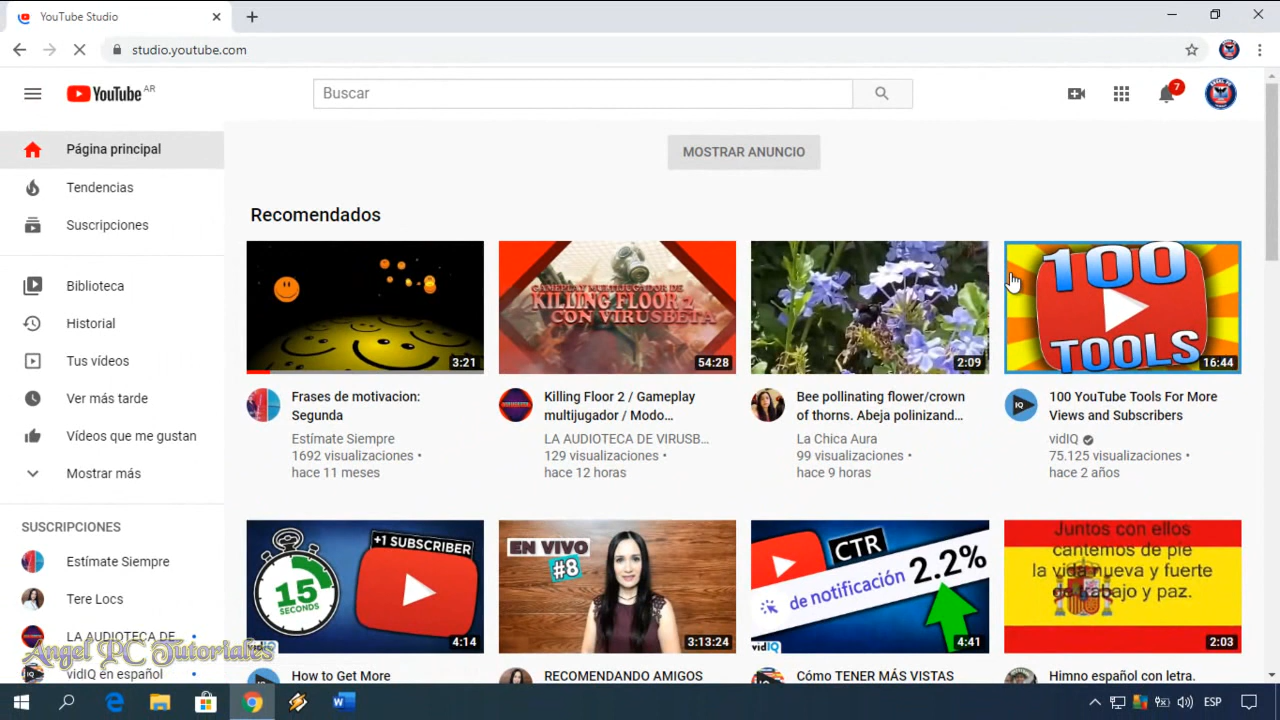 YouTube Studio
studio.youtube.com
YouTube AR
Buscar
7
Página principal
Tendencias
Suscripciones
Biblioteca
Historial
Tus vídeos
Ver más tarde
Vídeos que me gustan
Mostrar más
SUSCRIPCIONES
Estímate Siempre
Tere Locs
LA AUDIOTECA DE
vidIQ en español
MOSTRAR ANUNCIO
Recomendados
3:21
GAMEPLAY MULTIJUGADOR DE
KILLING FLOOR 2
CON VIRUSBETA
54:28
2:09
100
TOOLS
16:44
Frases de motivacion:
Segunda
Estímate Siempre
1692 visualizaciones •
hace 11 meses
Killing Floor 2 / Gameplay
multijugador / Modo...
LA AUDIOTECA DE VIRUSB...
129 visualizaciones •
hace 12 horas
Bee pollinating flower/crown
of thorns. Abeja polinizand...
La Chica Aura
99 visualizaciones •
hace 9 horas
IQ
100 YouTube Tools For More
Views and Subscribers
vidIQ
75.125 visualizaciones •
hace 2 años
+1 SUBSCRIBER
15
SECONDS
vidIQ
4:14
EN VIVO
#8
3:13:24
CTR
de notificación 2.2%
vidIQ
4:41
Juntos con ellos
cantemos de pie
la vida nueva y fuerte
de trabajo y paz.
2:03
How to Get More
RECOMENDANDO AMIGOS
Cómo TENER MÁS VISTAS
Himno español con letra.
Angel PC Tutoriales
ESP